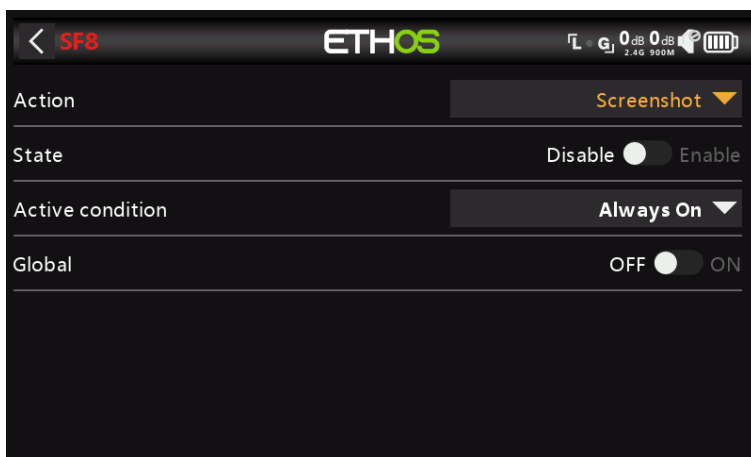 SF8 ETHOS L G 0dB 0dB
2.4G 900M
Action Screenshot
State Disable Enable
Active condition Always On
Global OFF ON